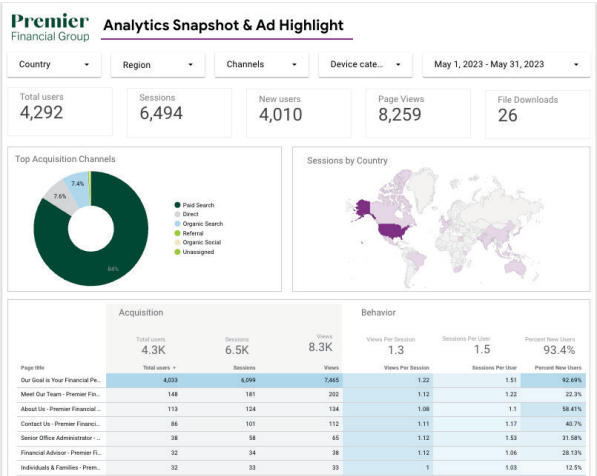 Premier
Financial Group
Analytics Snapshot & Ad Highlight
Country Region Channels Device cate... May 1, 2023 - May 31, 2023
Total users Sessions New users Page Views File Downloads
4,292 6,494 4,010 8,259 26
Top Acquisition Channels
7.4%
7.6%
84%
Paid Search
Direct
Organic Search
Referral
Organic Social
Unassigned
Sessions by Country
Acquisition Behavior
Total users Sessions Views Views Per Session Sessions Per User Percent New Users
4.3K 6.5K 8.3K 1.3 1.5 93.4%
Page title Total users Sessions Views Views Per Session Sessions Per User Percent New Users
Our Goal is Your Financial Pe... 4,033 6,099 7,465 1.22 1.51 92.69%
Meet Our Team - Premier Fin... 148 181 202 1.12 1.22 22.3%
About Us - Premier Financial ... 113 124 134 1.08 1.1 58.41%
Contact Us - Premier Financi... 86 101 112 1.11 1.17 40.7%
Senior Office Administrator - ... 38 58 65 1.12 1.53 31.58%
Financial Advisor - Premier Fi... 32 34 38 1.12 1.06 28.13%
Individuals & Families - Prem... 32 33 33 1 1.03 12.5%